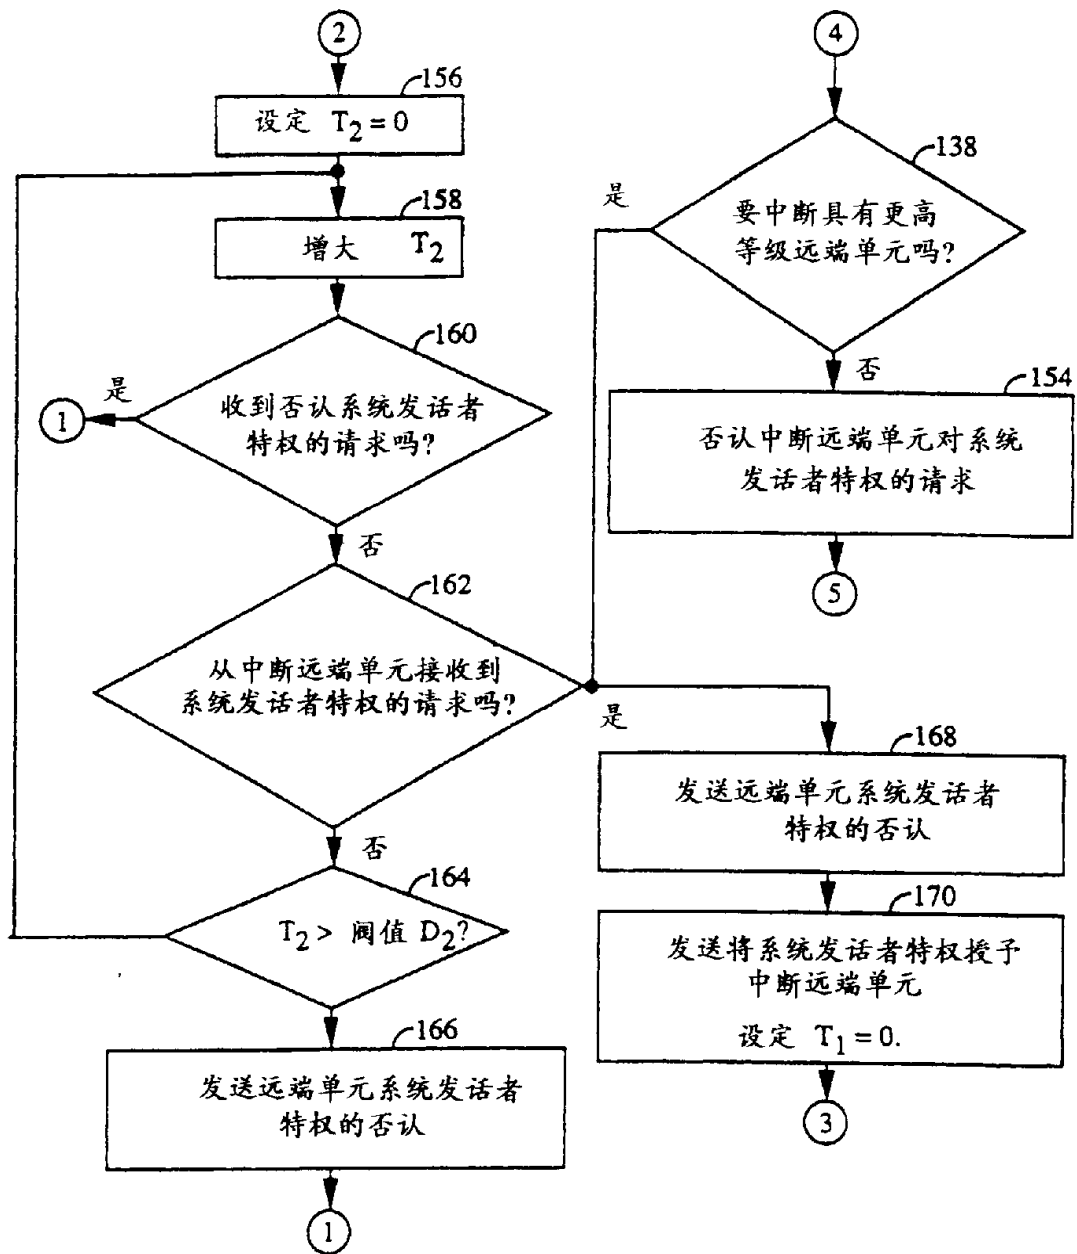 2
156
设定 T2 = 0
158
增大 T2
160
收到否认系统发话者
特权的请求吗?
是
1
否
162
从中断远端单元接收到
系统发话者特权的请求吗?
是
否
164
T2 > 阈值 D2?
166
发送远端单元系统发话者
特权的否认
1
4
138
要中断具有更高
等级远端单元吗?
是
否
154
否认中断远端单元对系统
发话者特权的请求
5
168
发送远端单元系统发话者
特权的否认
170
发送将系统发话者特权授予
中断远端单元
设定 T1 = 0.
3